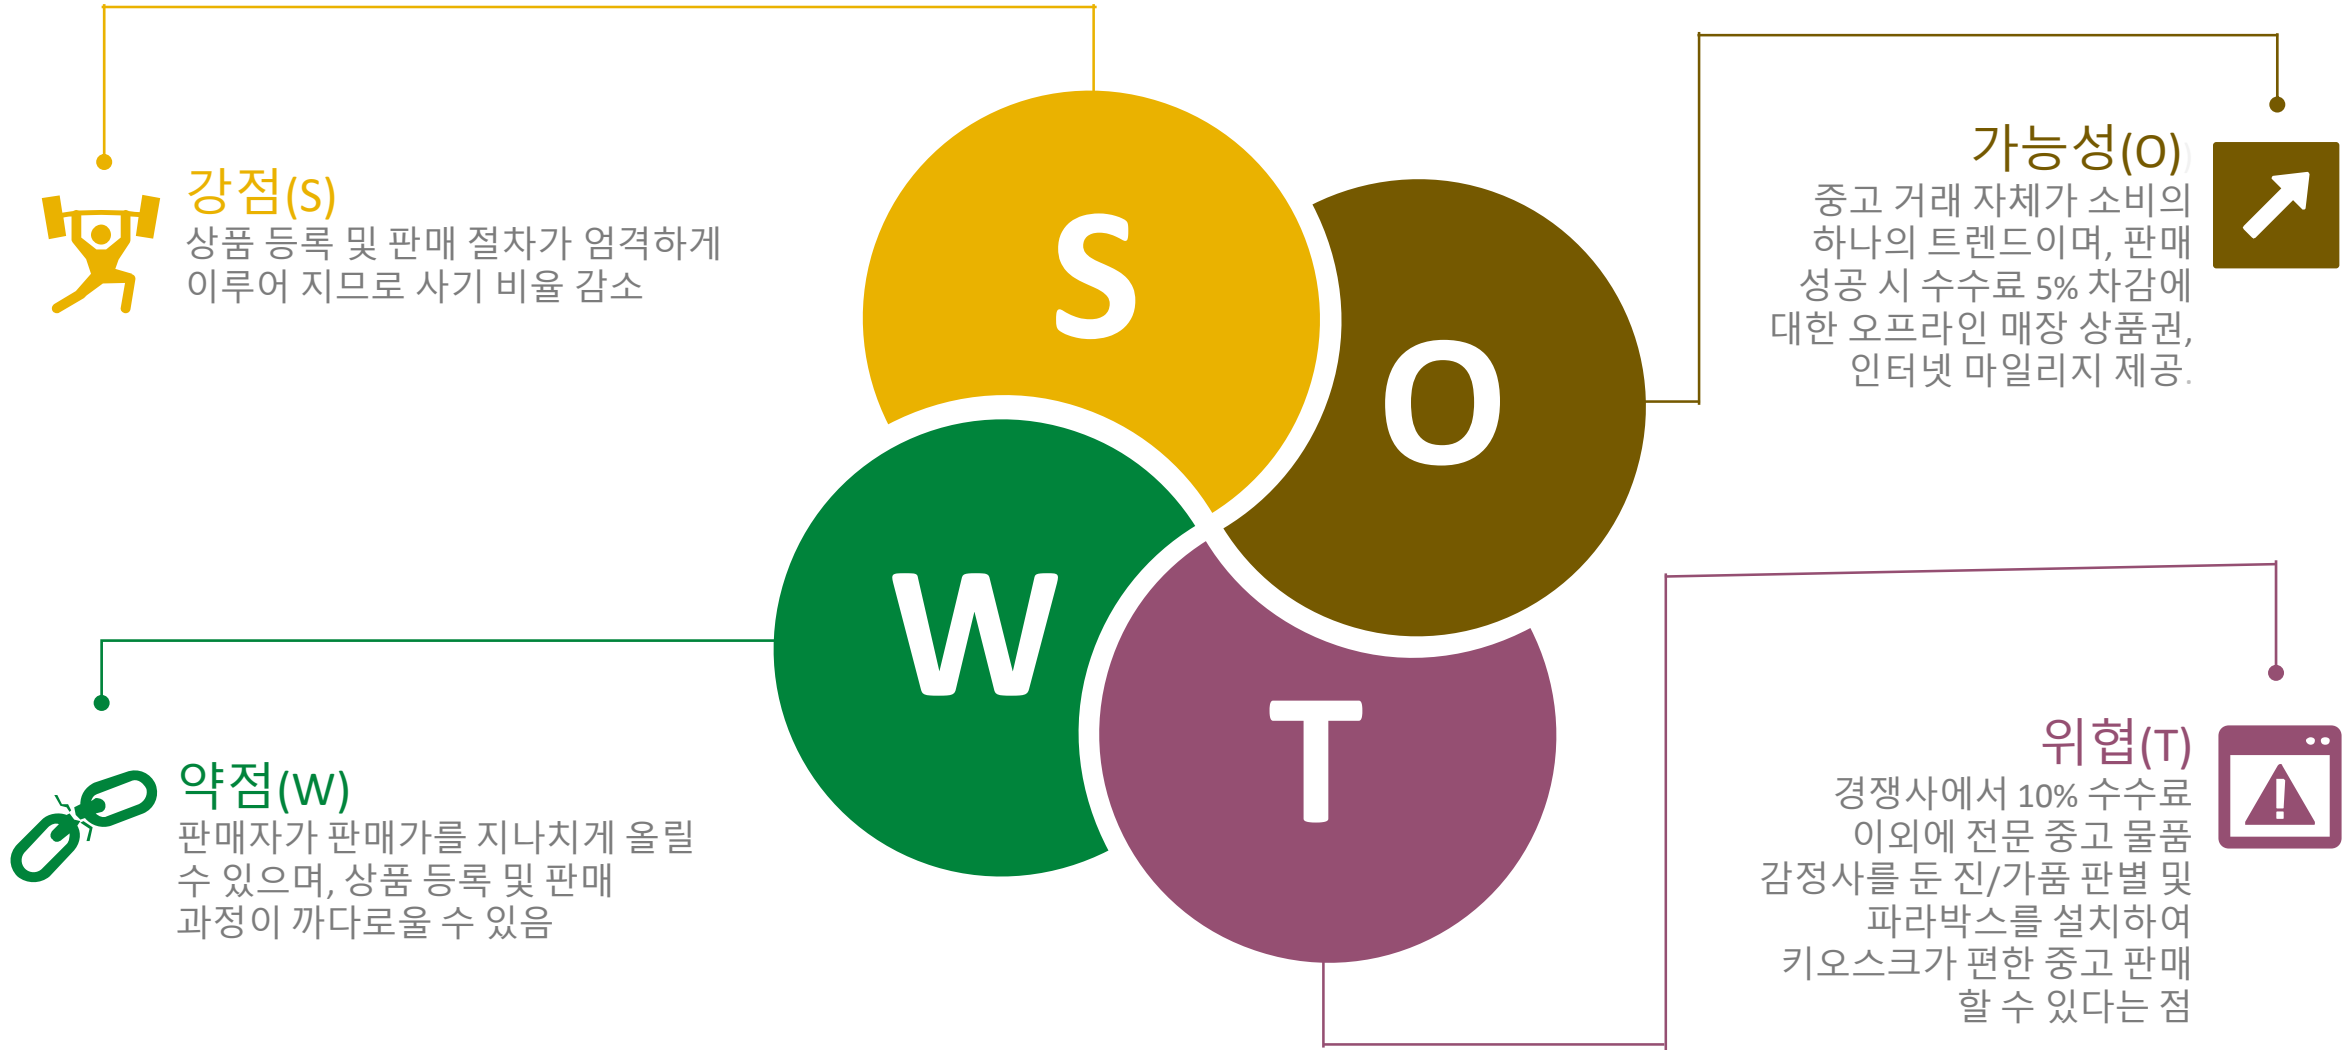 강점(S)
상품 등록 및 판매 절차가 엄격하게
이루어 지므로 사기 비율 감소
S
가능성(O)
중고 거래 자체가 소비의
하나의 트렌드이며, 판매
성공 시 수수료 5% 차감에
대한 오프라인 매장 상품권,
인터넷 마일리지 제공.
O
약점(W)
판매자가 판매가를 지나치게 올릴
수 있으며, 상품 등록 및 판매
과정이 까다로울 수 있음
W
T
위협(T)
경쟁사에서 10% 수수료
이외에 전문 중고 물품
감정사를 둔 진/가품 판별 및
파라박스를 설치하여
키오스크가 편한 중고 판매
할 수 있다는 점